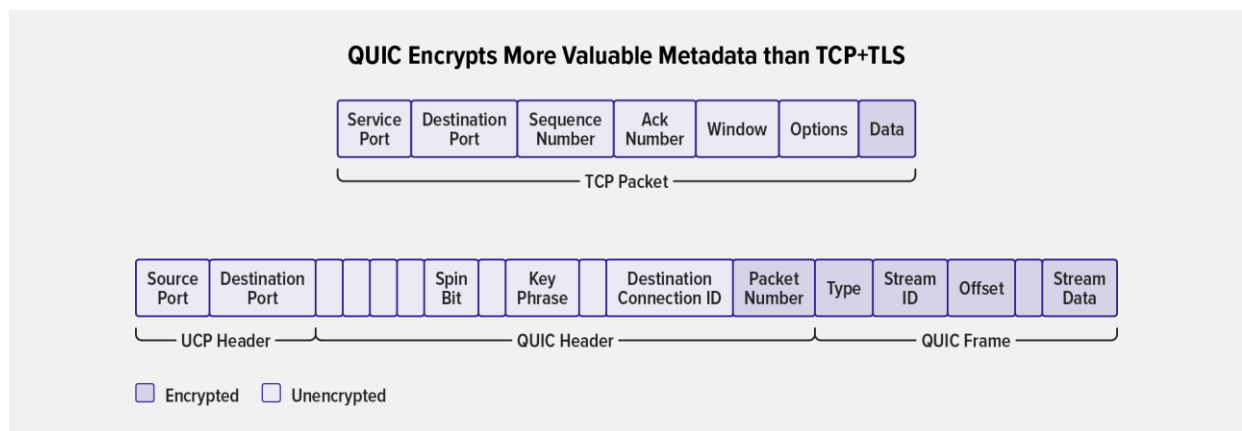 QUIC Encrypts More Valuable Metadata than TCP+TLS
Service
Port
Destination
Port
Sequence
Number
Ack
Number
Window
Options
Data
TCP Packet
Source
Port
Destination
Port
Spin
Bit
Key
Phrase
Destination
Connection ID
Packet
Number
Type
Stream
ID
Offset
Stream
Data
UCP Header
QUIC Header
QUIC Frame
Encrypted
Unencrypted